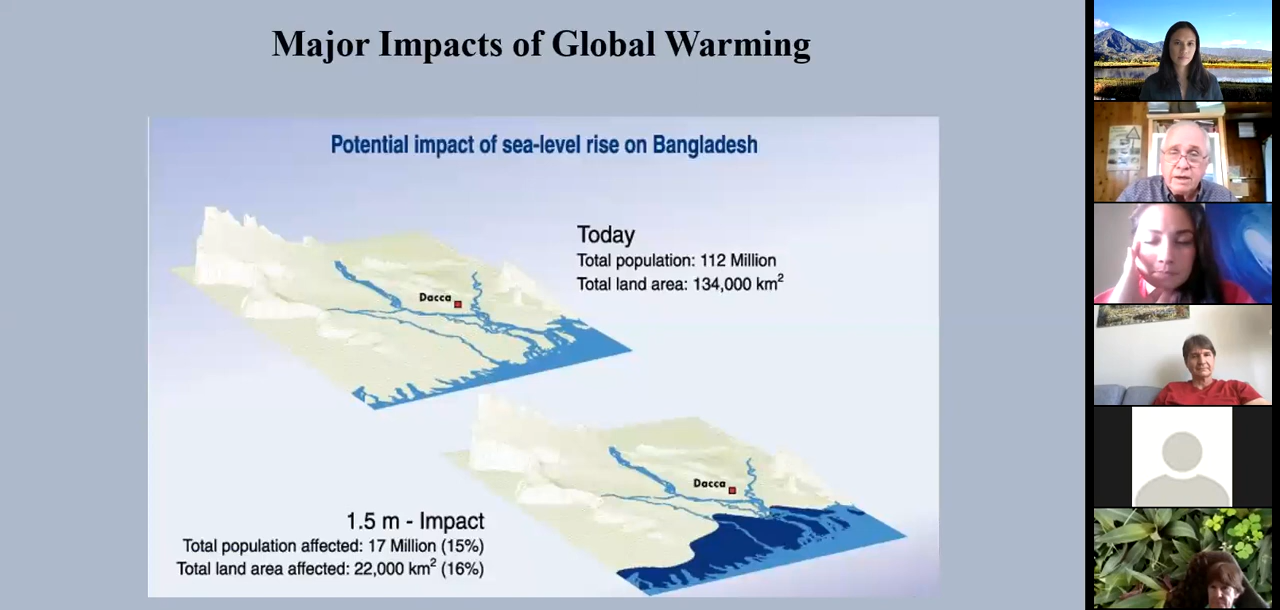 Major Impacts of Global Warming
Potential impact of sea-level rise on Bangladesh
Today
Total population: 112 Million
Total land area: 134,000 km²
Dacca
Dacca
1.5 m - Impact
Total population affected: 17 Million (15%)
Total land area affected: 22,000 km² (16%)